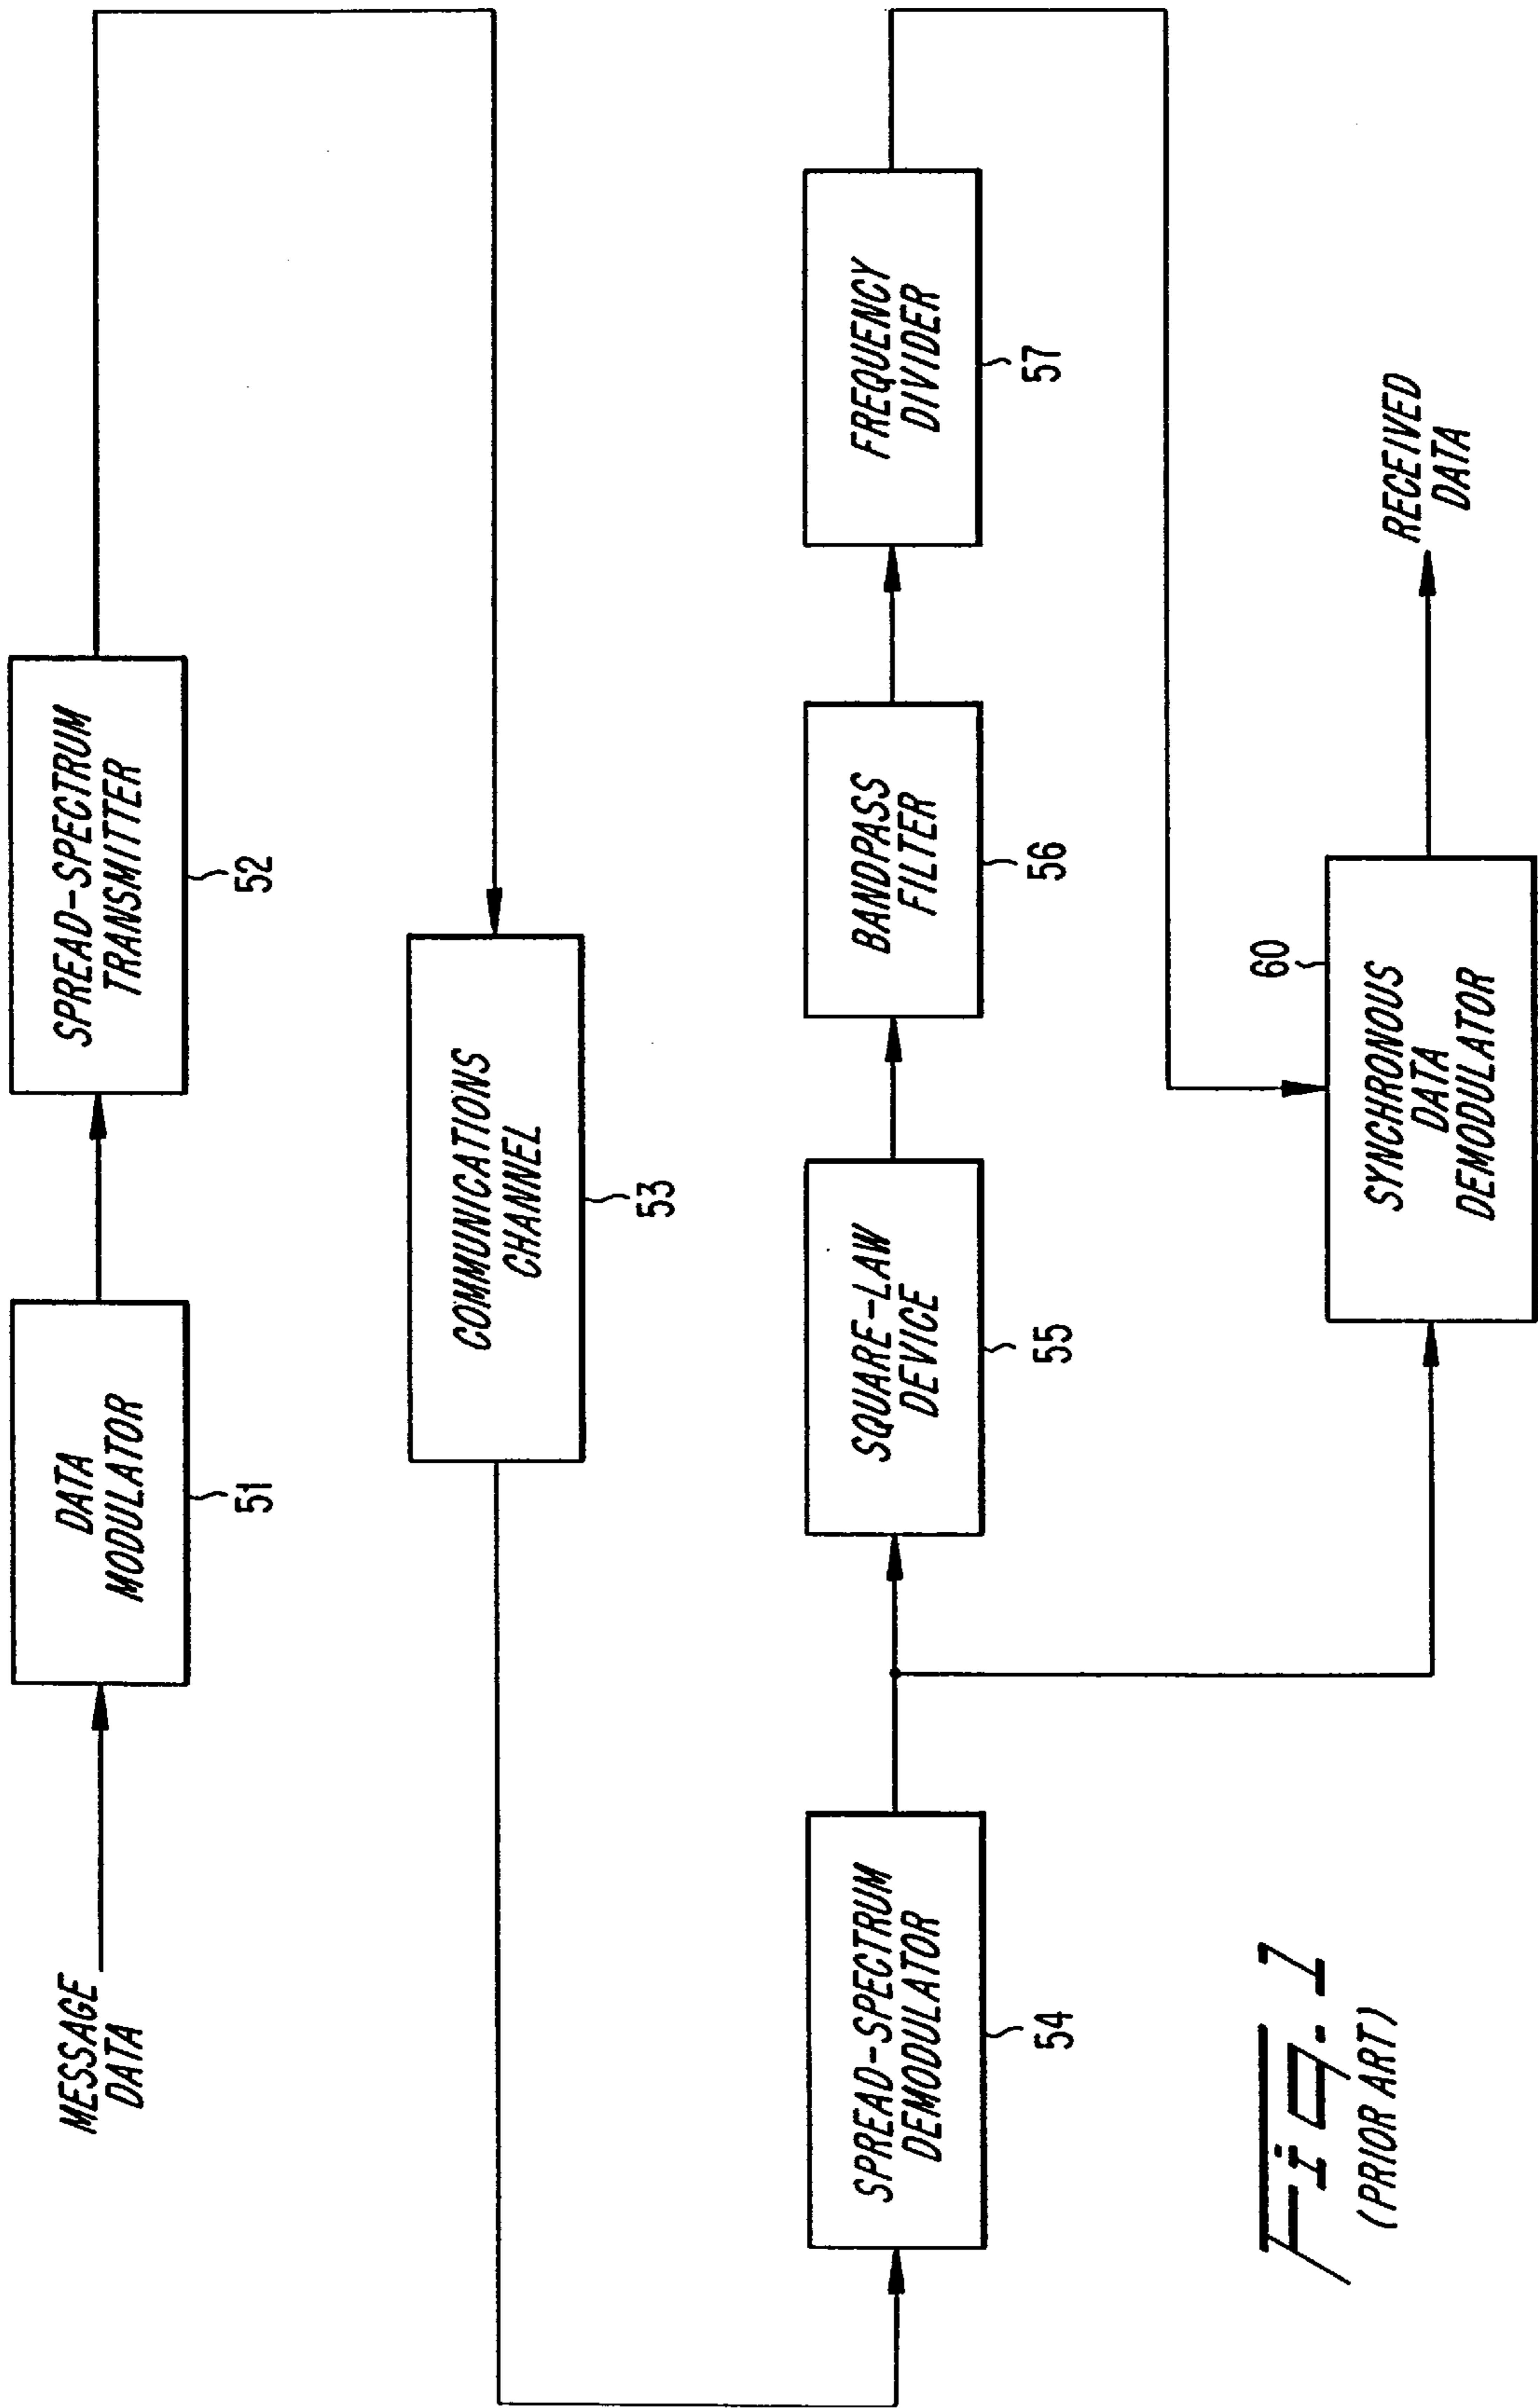 MESSAGE
DATA
DATA
MODULATOR
51
SPREAD-SPECTRUM
TRANSMITTER
52
COMMUNICATIONS
CHANNEL
53
SPREAD-SPECTRUM
DEMODULATOR
54
SQUARE-LAW
DEVICE
55
BANDPASS
FILTER
56
FREQUENCY
DIVIDER
57
60
SYNCHRONOUS
DATA
DEMODULATOR
RECEIVED
DATA
Fig. 1
(PRIOR ART)